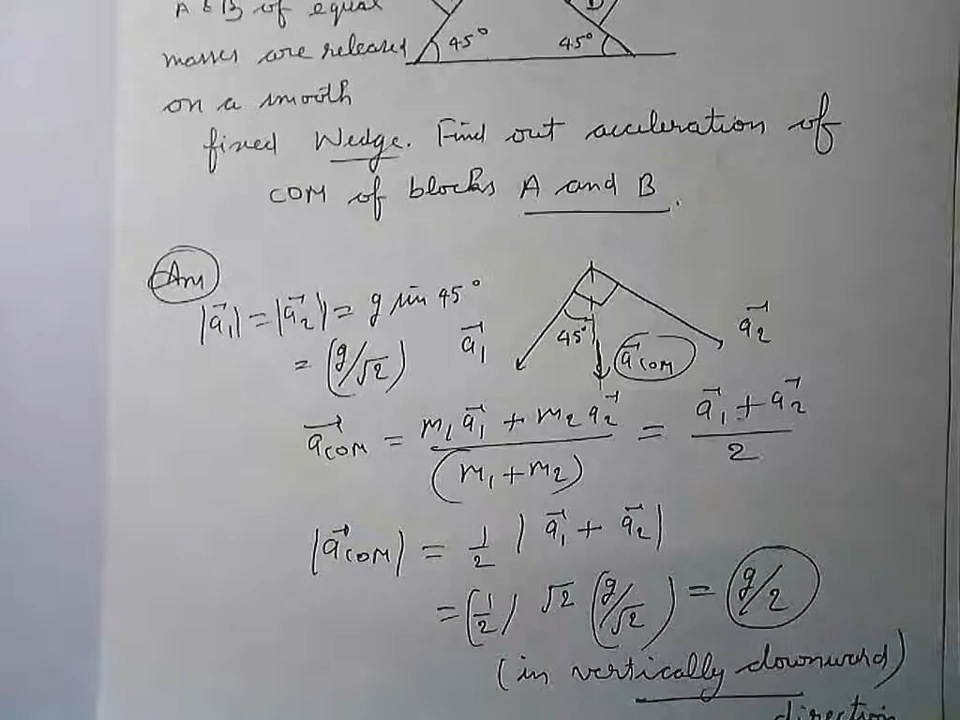 A & B of equal
masses are released 45° 45° B
on a smooth
fixed Wedge. Find out acceleration of
COM of blocks A and B.
Ans
|a⃗₁| = |a⃗₂| = g sin 45°
= (g/√2)
a⃗₁ 45° a⃗COM a⃗₂
a⃗COM = (m₁a⃗₁ + m₂a⃗₂)/(m₁+m₂) = (a⃗₁ + a⃗₂)/2
|a⃗COM| = 1/2 |a⃗₁ + a⃗₂|
= (1/2) √2 (g/√2) = g/2
(in vertically downward)
direction